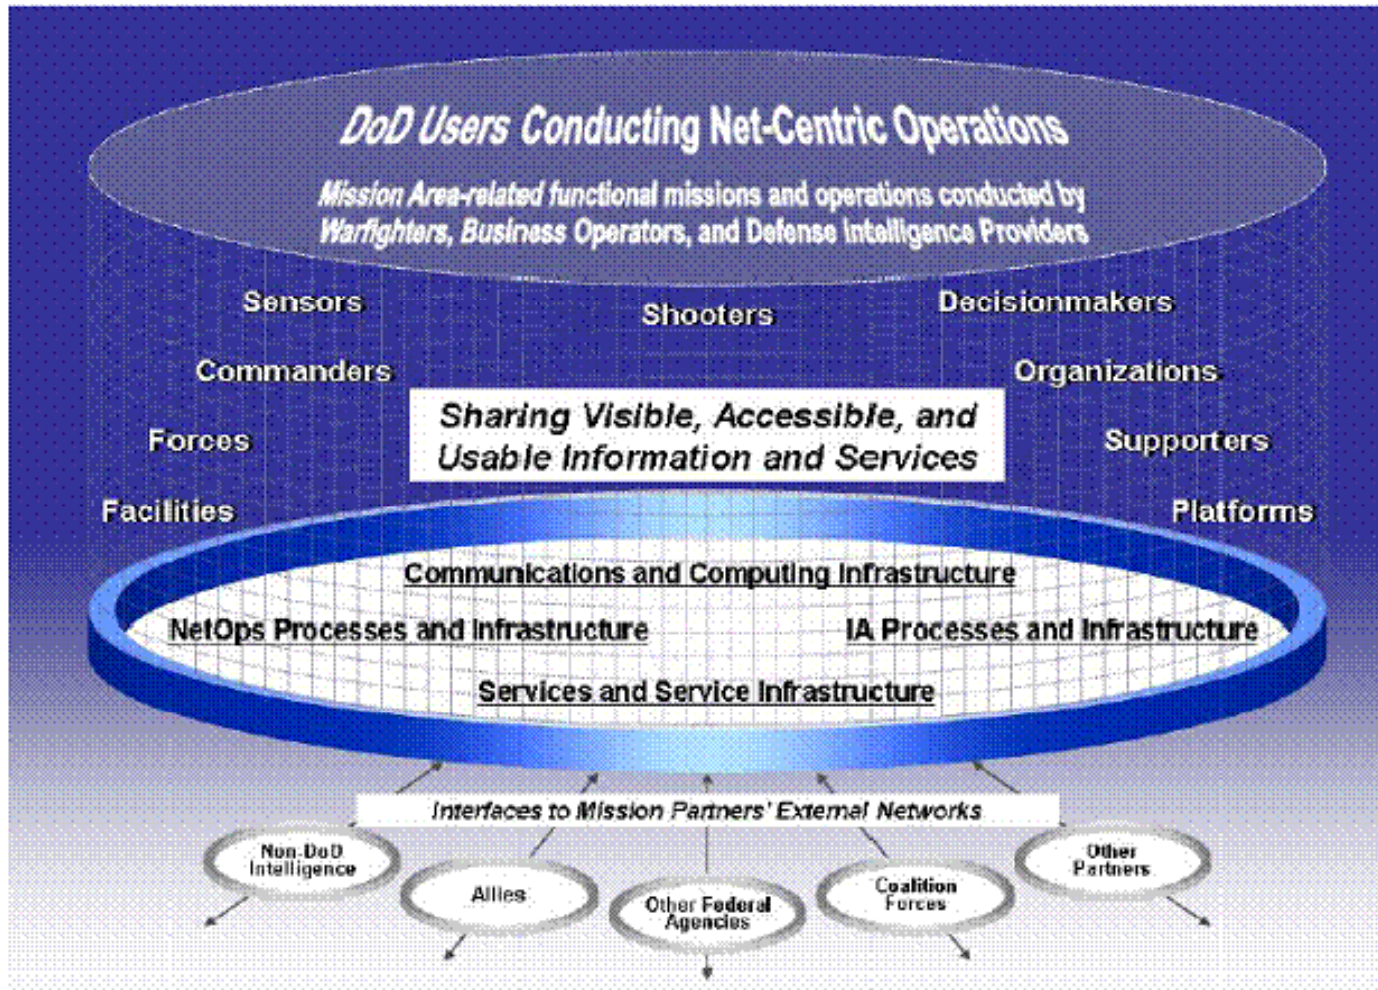 DoD Users Conducting Net-Centric Operations
Mission Area-related functional missions and operations conducted by
Warfighters, Business Operators, and Defense Intelligence Providers
Sensors
Shooters
Decisionmakers
Commanders
Organizations
Sharing Visible, Accessible, and
Usable Information and Services
Forces
Supporters
Facilities
Platforms
Communications and Computing Infrastructure
NetOps Processes and Infrastructure
IA Processes and Infrastructure
Services and Service Infrastructure
Interfaces to Mission Partners' External Networks
Non-DoD
Intelligence
Allies
Other Federal
Agencies
Coalition
Forces
Other
Partners